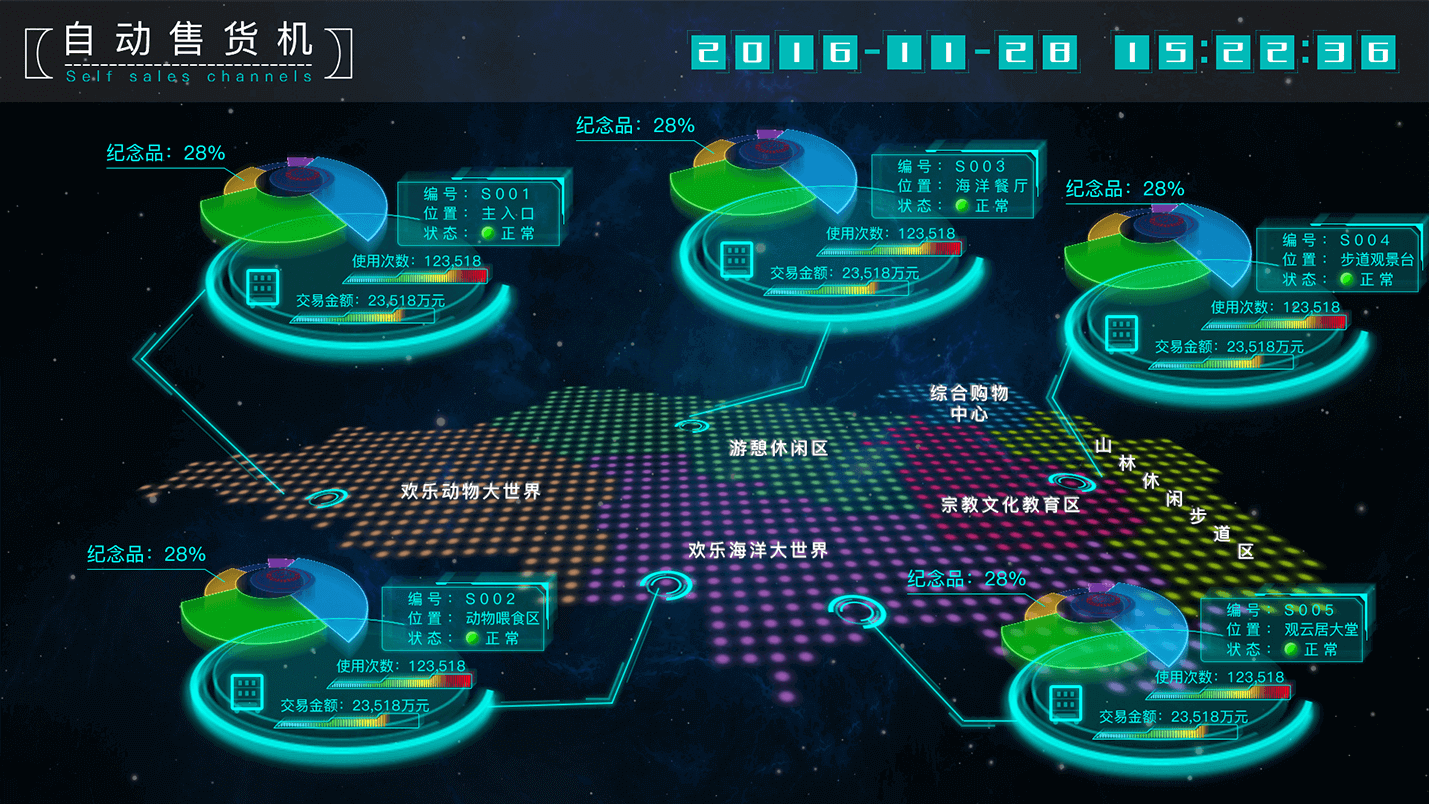 自动售货机
Self sales channels
2016-11-28 15:22:36
纪念品：28%
编号：S001
位置：主入口
状态：正常
使用次数：123,518
交易金额：23,518万元
纪念品：28%
编号：S003
位置：海洋餐厅
状态：正常
使用次数：123,518
交易金额：23,518万元
纪念品：28%
编号：S004
位置：步道观景台
状态：正常
使用次数：123,518
交易金额：23,518万元
综合购物
中心
游憩休闲区
山林休闲步道区
欢乐动物大世界
宗教文化教育区
欢乐海洋大世界
纪念品：28%
编号：S002
位置：动物喂食区
状态：正常
使用次数：123,518
交易金额：23,518万元
纪念品：28%
编号：S005
位置：观云居大堂
状态：正常
使用次数：123,518
交易金额：23,518万元